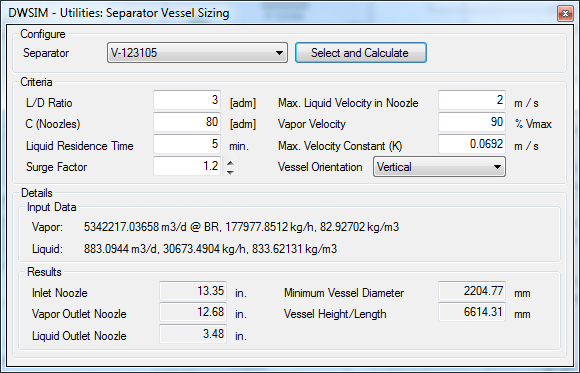 DWSIM - Utilities: Separator Vessel Sizing
Configure
Separator V-123105 Select and Calculate
Criteria
L/D Ratio 3 [adm] Max. Liquid Velocity in Noozle 2 m / s
C (Noozles) 80 [adm] Vapor Velocity 90 % Vmax
Liquid Residence Time 5 min. Max. Velocity Constant (K) 0.0692 m / s
Surge Factor 1.2 Vessel Orientation Vertical
Details
Input Data
Vapor: 5342217.03658 m3/d @ BR, 177977.8512 kg/h, 82.92702 kg/m3
Liquid: 883.0944 m3/d, 30673.4904 kg/h, 833.62131 kg/m3
Results
Inlet Noozle 13.35 in. Minimum Vessel Diameter 2204.77 mm
Vapor Outlet Noozle 12.68 in. Vessel Height/Length 6614.31 mm
Liquid Outlet Noozle 3.48 in.